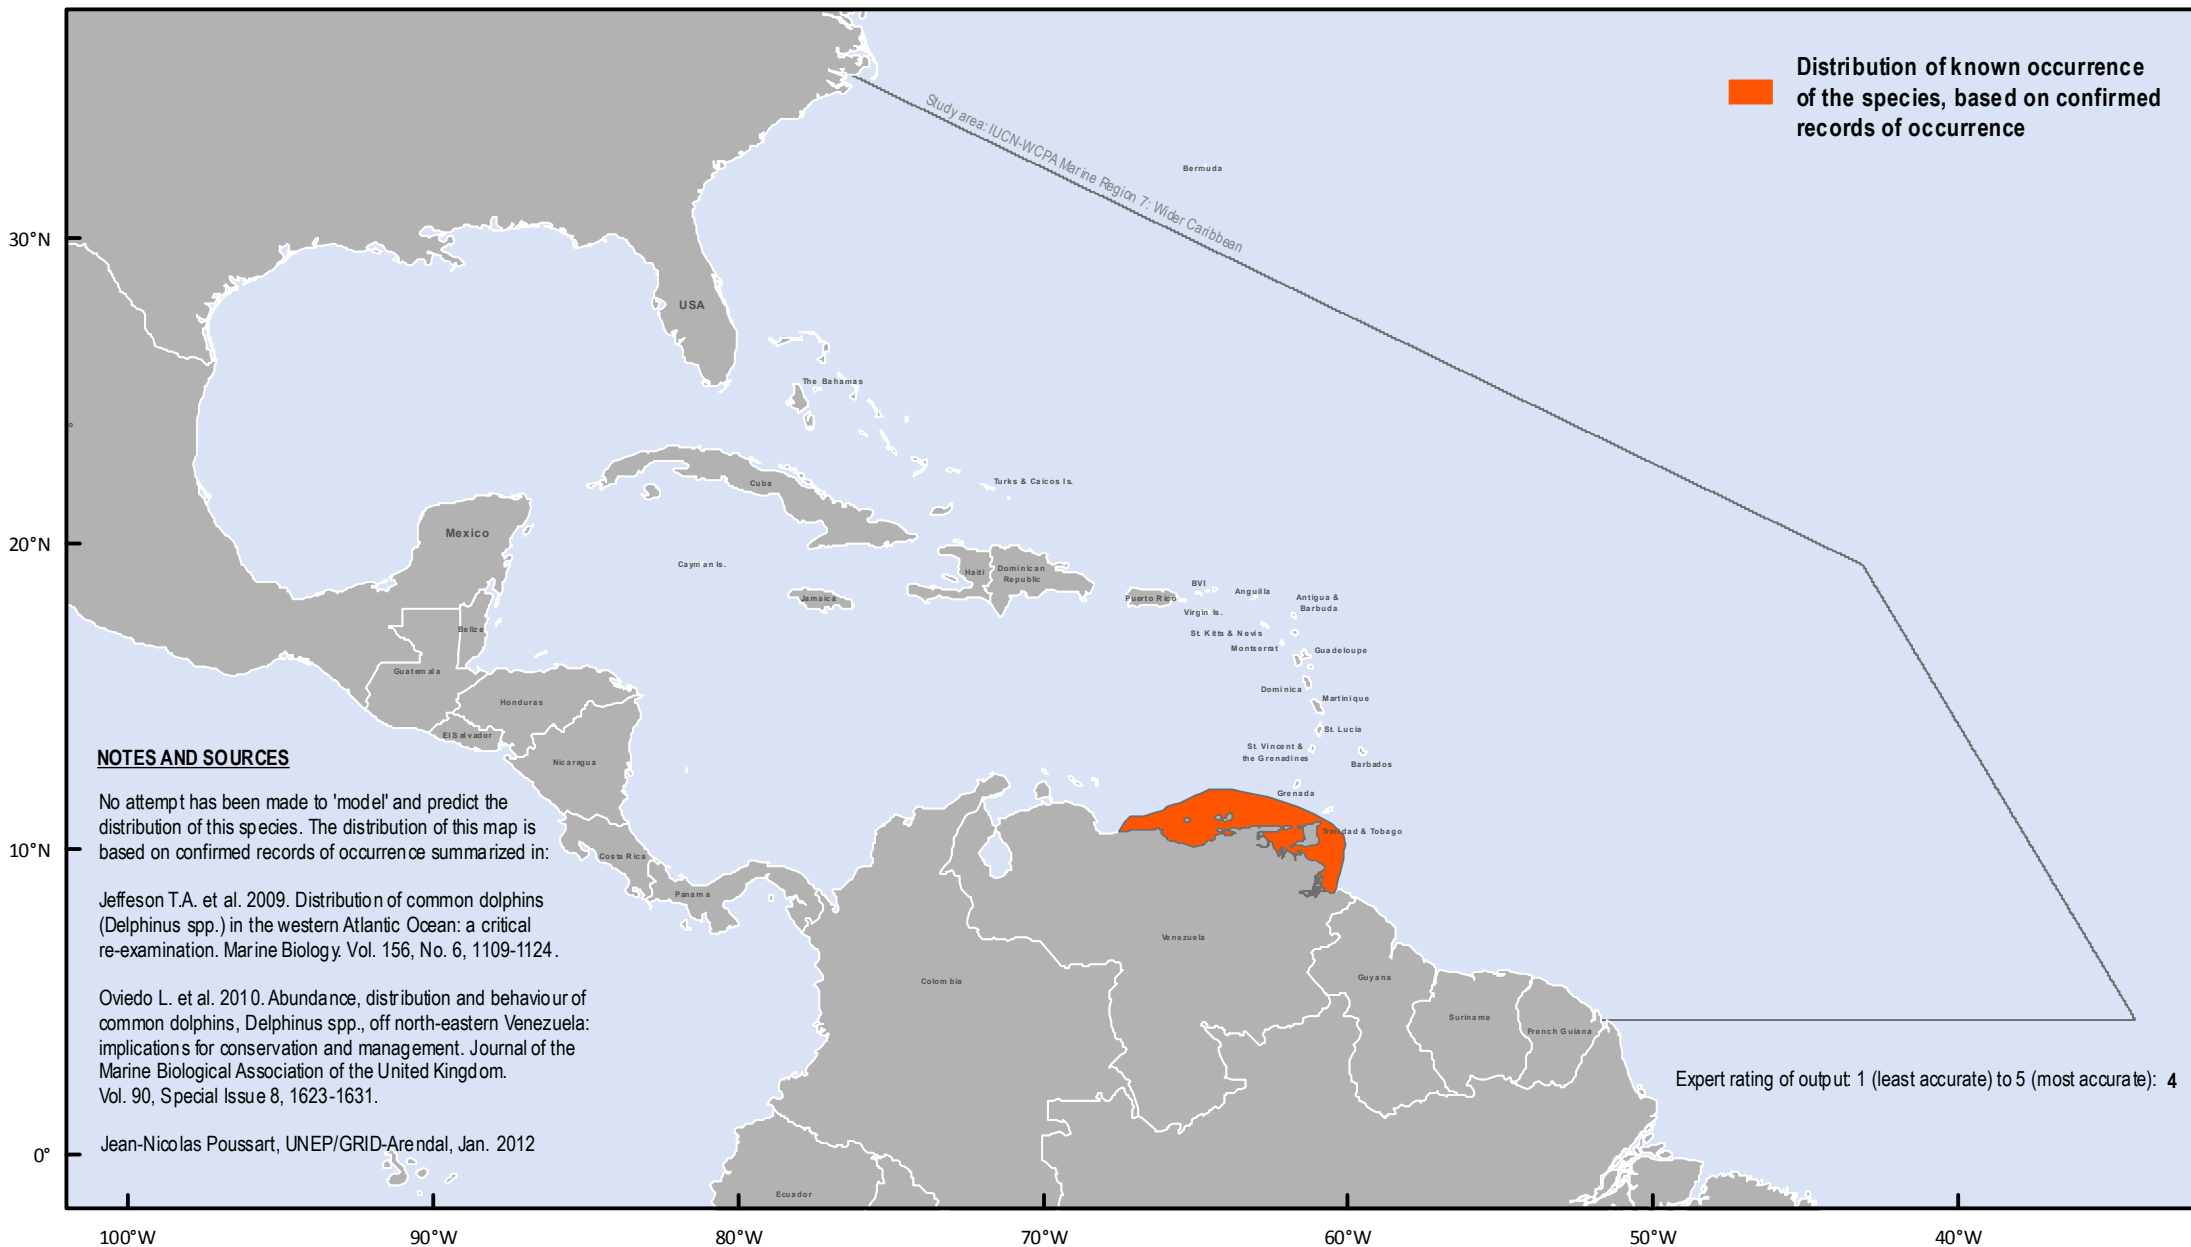 Distribution of known occurrence
of the species, based on confirmed
records of occurrence
Study area: IUCN-WCPA Marine Region 7: Wider Caribbean
Bermuda
30°N
USA
The Bahamas
Turks & Caicos Is.
Cuba
Mexico
20°N
Cayman Is.
Haiti
Dominican
Republic
Jamaica
Puerto Rico
BVI
Anguilla
Virgin Is.
Antigua &
Barbuda
St. Kitts & Nevis
Montserrat
Guadeloupe
Belize
Guatemala
Dominica
Martinique
Honduras
St. Lucia
El Salvador
St. Vincent &
the Grenadines
Barbados
Nicaragua
Grenada
Trinidad & Tobago
10°N
Costa Rica
Panama
Venezuela
Colombia
Guyana
Suriname
French Guiana
Ecuador
NOTES AND SOURCES
No attempt has been made to 'model' and predict the
distribution of this species. The distribution of this map is
based on confirmed records of occurrence summarized in:
Jeffeson T.A. et al. 2009. Distribution of common dolphins
(Delphinus spp.) in the western Atlantic Ocean: a critical
re-examination. Marine Biology. Vol. 156, No. 6, 1109-1124.
Oviedo L. et al. 2010. Abundance, distribution and behaviour of
common dolphins, Delphinus spp., off north-eastern Venezuela:
implications for conservation and management. Journal of the
Marine Biological Association of the United Kingdom.
Vol. 90, Special Issue 8, 1623-1631.
Jean-Nicolas Poussart, UNEP/GRID-Arendal, Jan. 2012
Expert rating of output: 1 (least accurate) to 5 (most accurate): 4
0°
100°W
90°W
80°W
70°W
60°W
50°W
40°W